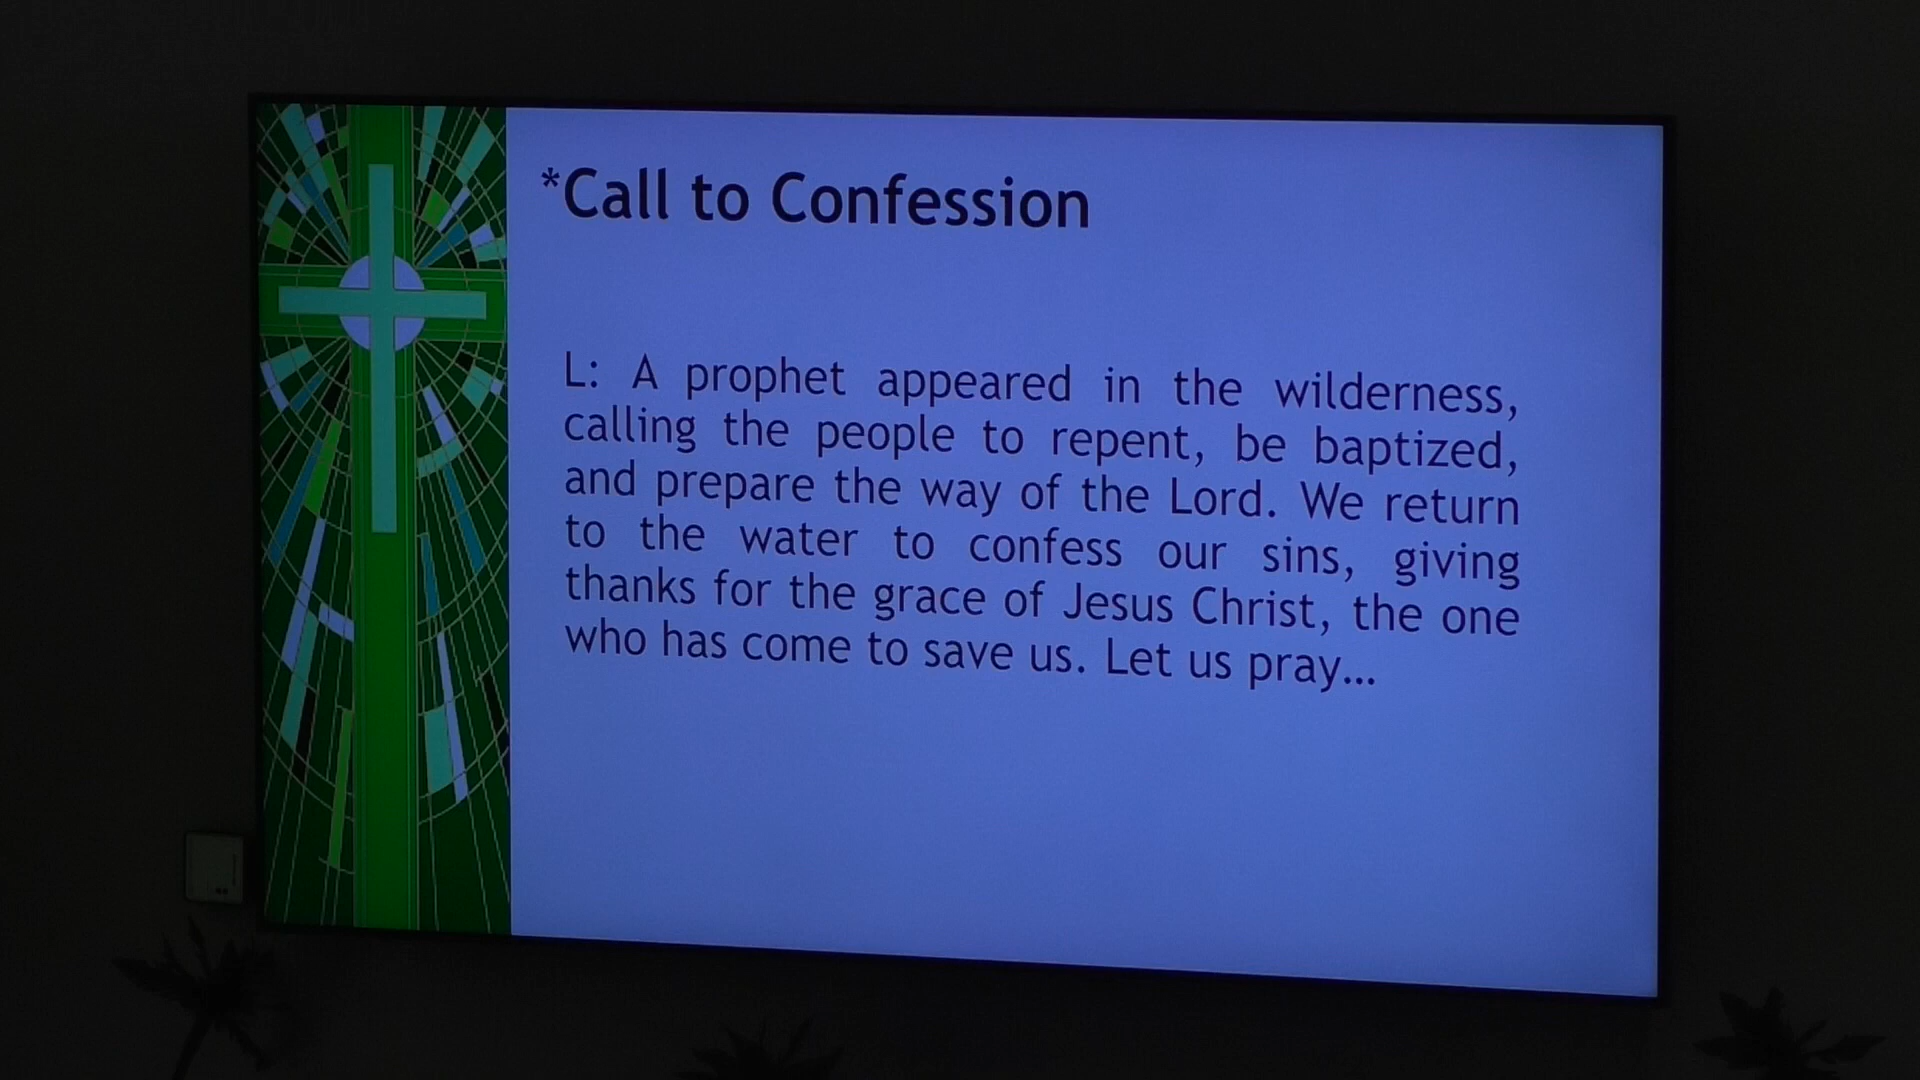 *Call to Confession
L: A prophet appeared in the wilderness,
calling the people to repent, be baptized,
and prepare the way of the Lord. We return
to the water to confess our sins, giving
thanks for the grace of Jesus Christ, the one
who has come to save us. Let us pray...